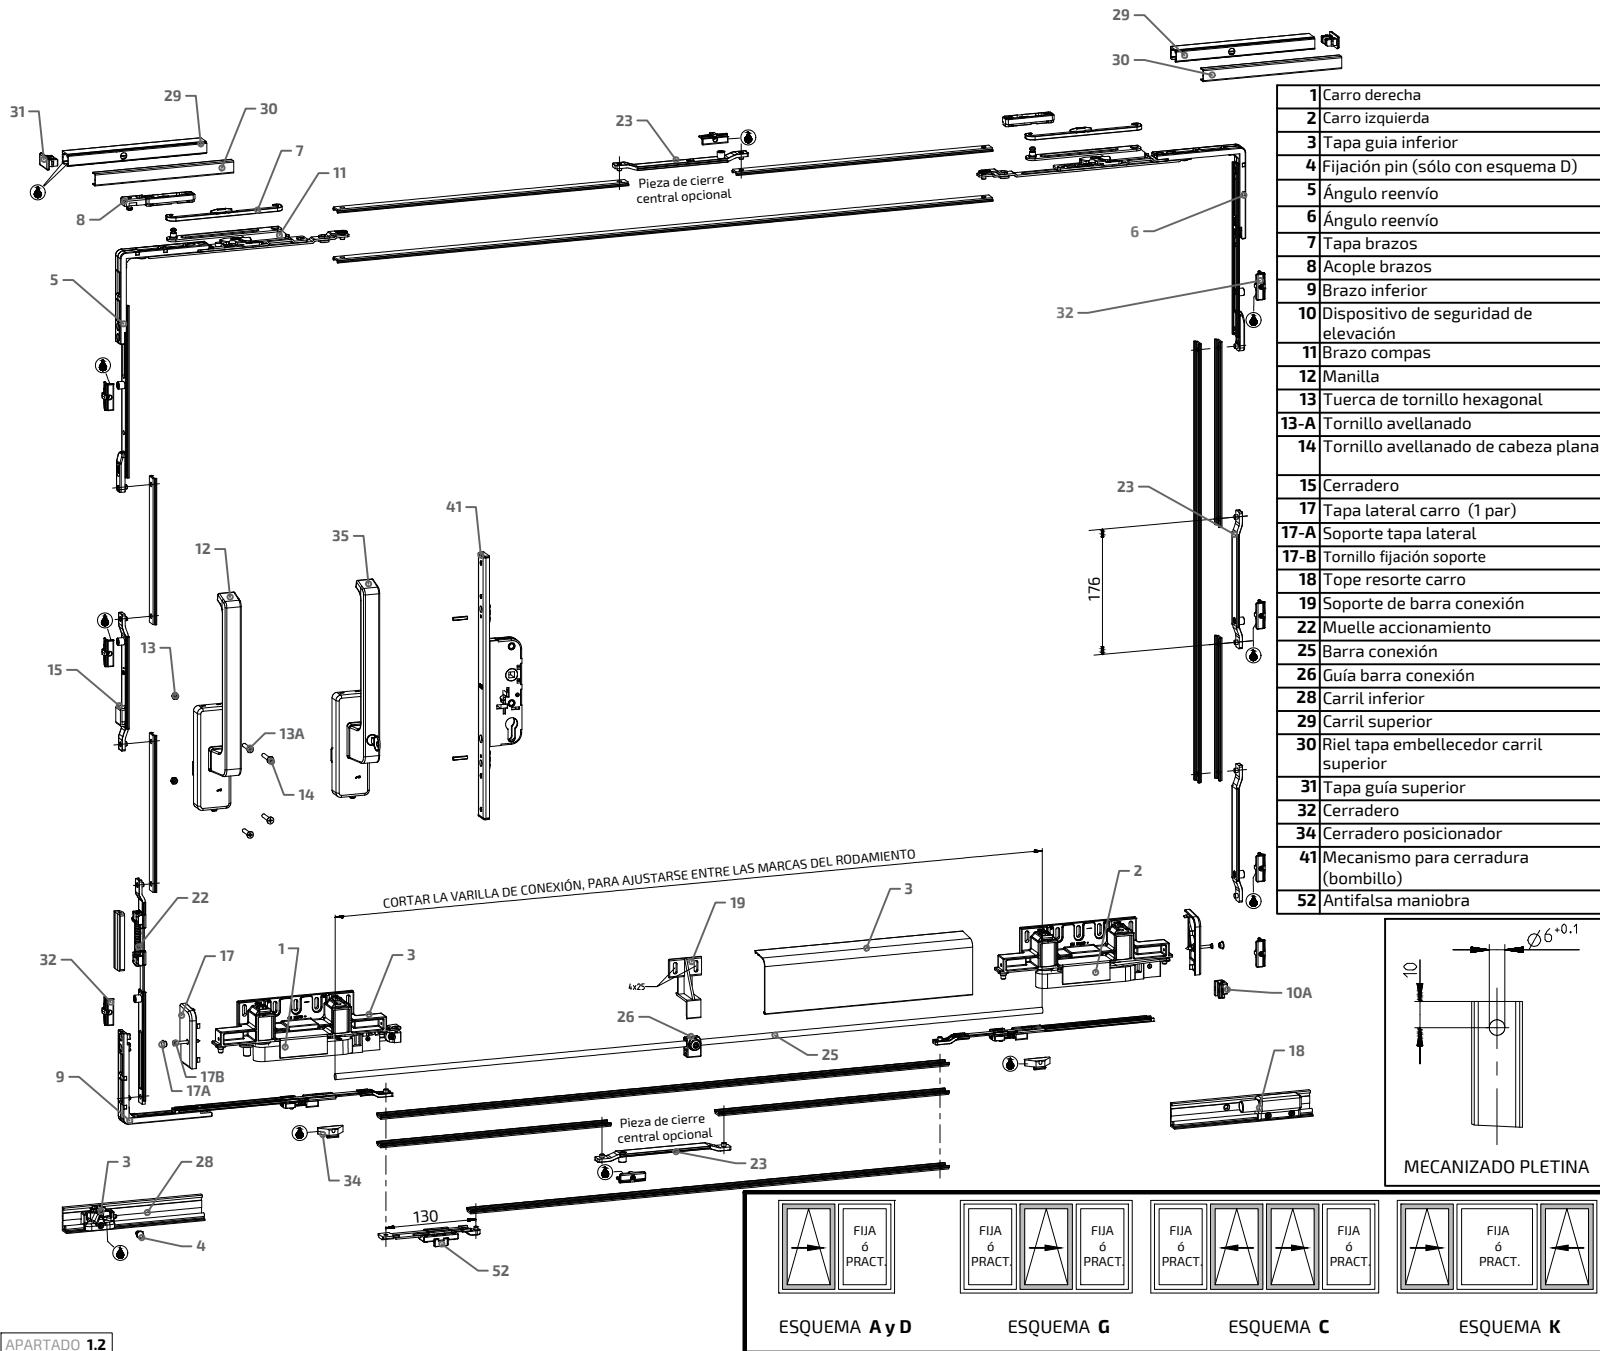 29
30
31
29
30
23
7
11
8
Pieza de cierre
central opcional
6
5
32
1 Carro derecha
2 Carro izquierda
3 Tapa guia inferior
4 Fijación pin (sólo con esquema D)
5 Ángulo reenvío
6 Ángulo reenvío
7 Tapa brazos
8 Acople brazos
9 Brazo inferior
10 Dispositivo de seguridad de
elevación
11 Brazo compas
12 Manilla
13 Tuerca de tornillo hexagonal
13-A Tornillo avellanado
14 Tornillo avellanado de cabeza plana
15 Cerradero
17 Tapa lateral carro (1 par)
17-A Soporte tapa lateral
17-B Tornillo fijación soporte
18 Tope resorte carro
19 Soporte de barra conexión
22 Muelle accionamiento
25 Barra conexión
26 Guía barra conexión
28 Carril inferior
29 Carril superior
30 Riel tapa embellecedor carril
superior
31 Tapa guía superior
32 Cerradero
34 Cerradero posicionador
41 Mecanismo para cerradura
(bombillo)
52 Antifalsa maniobra
41
35
12
23
176
13
15
13A
14
CORTAR LA VARILLA DE CONEXIÓN, PARA AJUSTARSE ENTRE LAS MARCAS DEL RODAMIENTO
22
19
3
2
32
17
1
3
4x25
10A
26
25
17B
17A
9
18
Pieza de cierre
central opcional
23
34
3
28
4
130
52
Ø6+0.1
10
MECANIZADO PLETINA
FIJA
ó
PRACT.
ESQUEMA A y D
FIJA
ó
PRACT.
FIJA
ó
PRACT.
ESQUEMA G
FIJA
ó
PRACT.
FIJA
ó
PRACT.
ESQUEMA C
FIJA
ó
PRACT.
ESQUEMA K
APARTADO 1.2